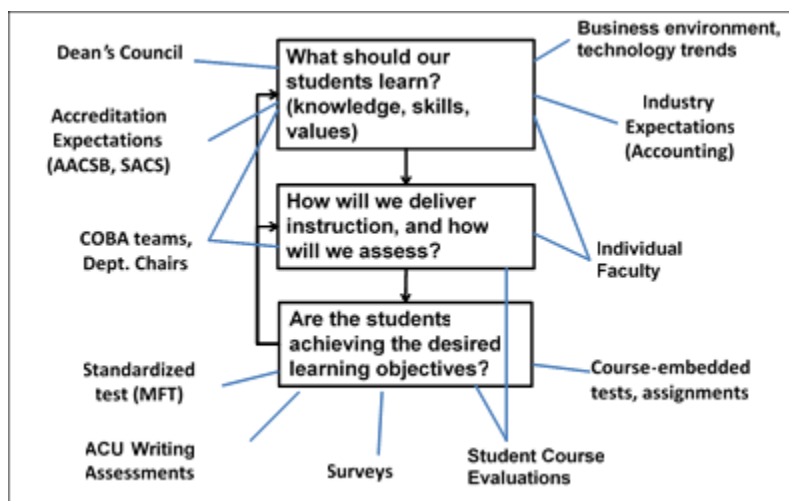 Dean's Council
What should our
students learn?
(knowledge, skills,
values)
Business environment,
technology trends
Accreditation
Expectations
(AACSB, SACS)
Industry
Expectations
(Accounting)
How will we deliver
instruction, and how
will we assess?
COBA teams,
Dept. Chairs
Individual
Faculty
Are the students
achieving the desired
learning objectives?
Standardized
test (MFT)
Course-embedded
tests, assignments
ACU Writing
Assessments
Surveys
Student Course
Evaluations